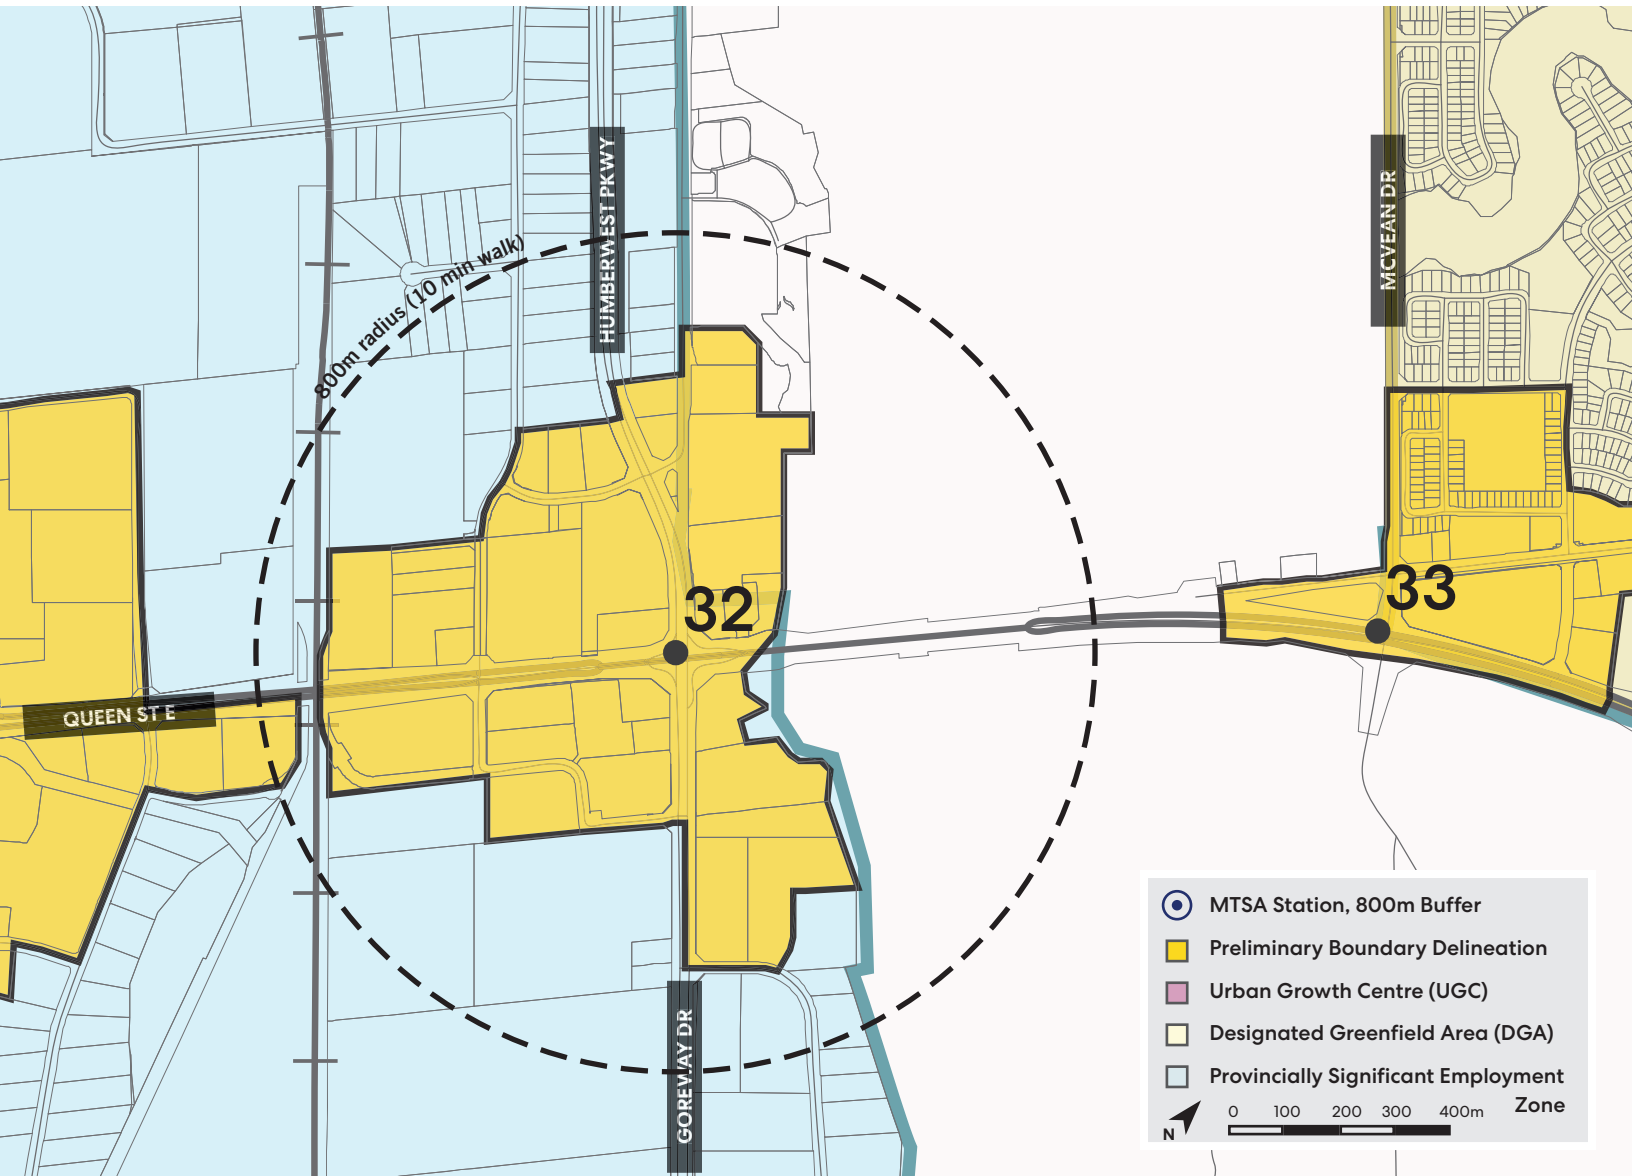 HUMBERWEST PKWY
MCVEAN DR
800m radius (10 min walk)
32
33
QUEEN ST E
GOREWAY DR
MTSA Station, 800m Buffer
Preliminary Boundary Delineation
Urban Growth Centre (UGC)
Designated Greenfield Area (DGA)
Provincially Significant Employment
Zone
N
0 100 200 300 400m